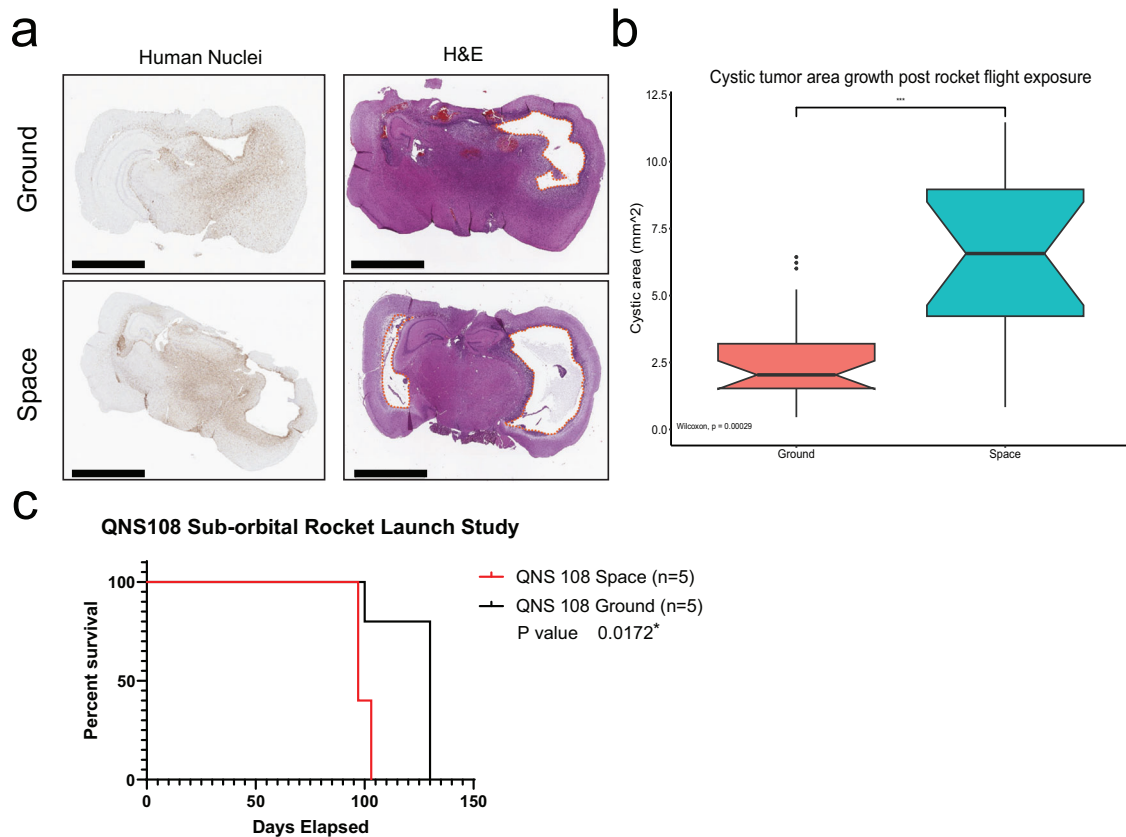 a
Human Nuclei
H&E
Ground
Space
b
Cystic tumor area growth post rocket flight exposure
***
12.5
10.0
7.5
5.0
2.5
0.0
Cystic area (mm^2)
Wilcoxon, p = 0.00029
Ground
Space
c
QNS108 Sub-orbital Rocket Launch Study
Percent survival
100
50
0
0
50
100
150
Days Elapsed
QNS 108 Space (n=5)
QNS 108 Ground (n=5)
P value 0.0172*